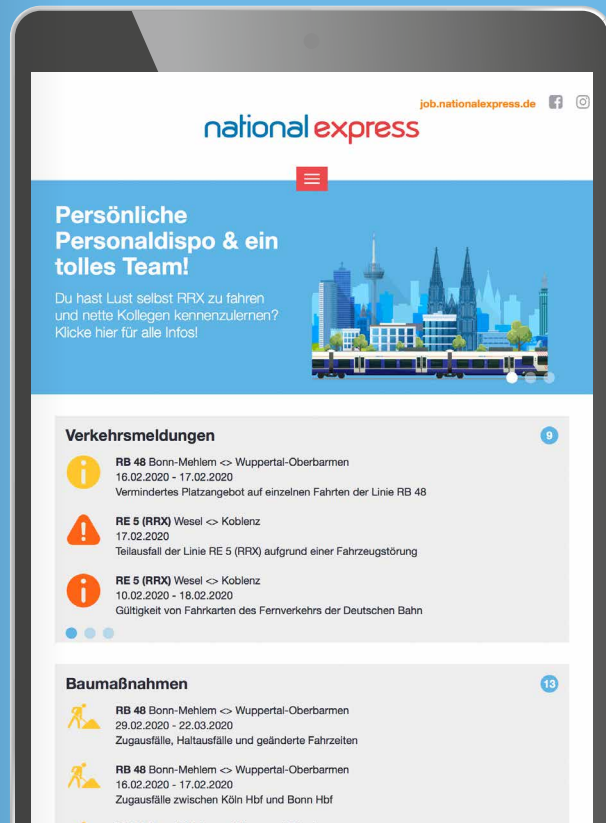 job.nationalexpress.de
national express
Persönliche
Personaldispo & ein
tolles Team!
Du hast Lust selbst RRX zu fahren
und nette Kollegen kennenzulernen?
Klicke hier für alle Infos!
Verkehrsmeldungen 9
RB 48 Bonn-Mehlem <> Wuppertal-Oberbarmen
16.02.2020 - 17.02.2020
Vermindertes Platzangebot auf einzelnen Fahrten der Linie RB 48
RE 5 (RRX) Wesel <> Koblenz
17.02.2020
Teilausfall der Linie RE 5 (RRX) aufgrund einer Fahrzeugstörung
RE 5 (RRX) Wesel <> Koblenz
10.02.2020 - 18.02.2020
Gültigkeit von Fahrkarten des Fernverkehrs der Deutschen Bahn
Baumaßnahmen 13
RB 48 Bonn-Mehlem <> Wuppertal-Oberbarmen
29.02.2020 - 22.03.2020
Zugausfälle, Haltausfälle und geänderte Fahrzeiten
RB 48 Bonn-Mehlem <> Wuppertal-Oberbarmen
16.02.2020 - 17.02.2020
Zugausfälle zwischen Köln Hbf und Bonn Hbf